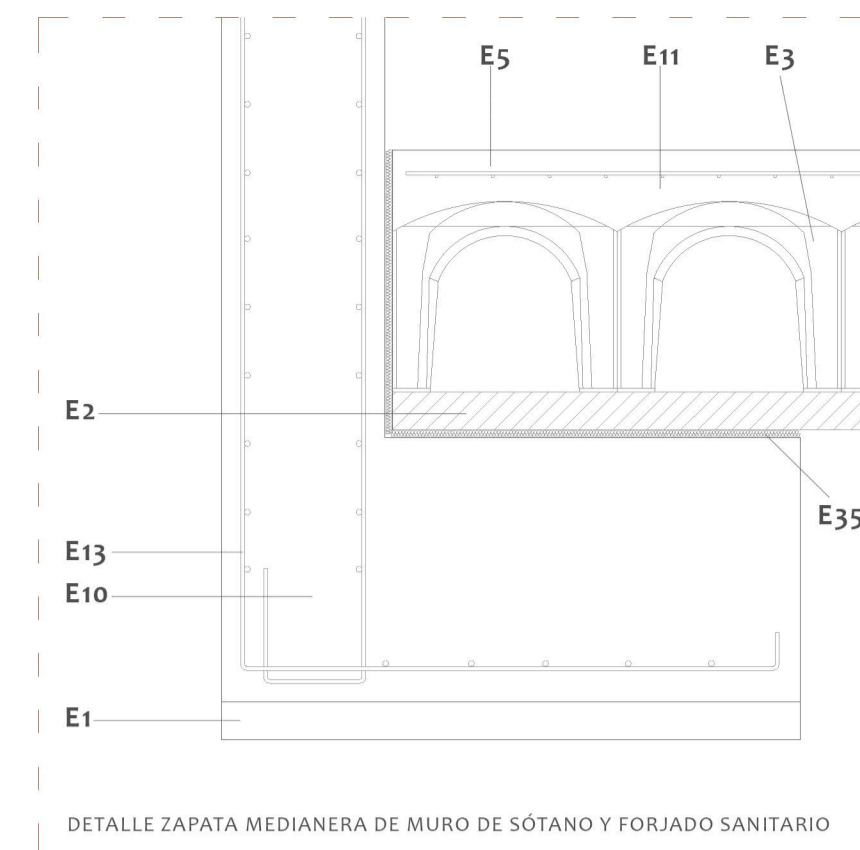 E5 E11 E3
E2
E35
E13
E10
E1
DETALLE ZAPATA MEDIANERA DE MURO DE SÓTANO Y FORJADO SANITARIO